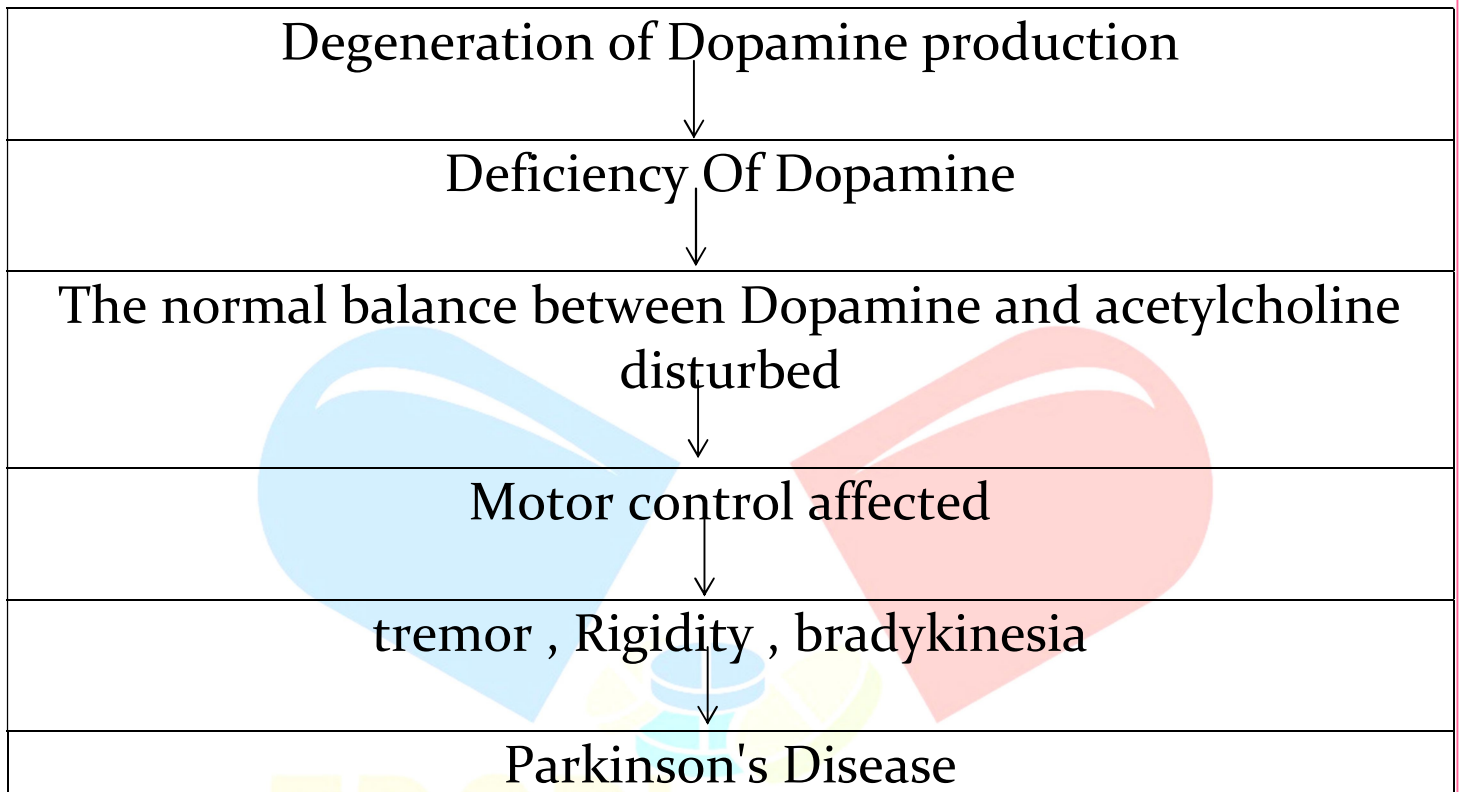 Degeneration of Dopamine production
Deficiency Of Dopamine
The normal balance between Dopamine and acetylcholine
disturbed
Motor control affected
tremor , Rigidity , bradykinesia
Parkinson's Disease